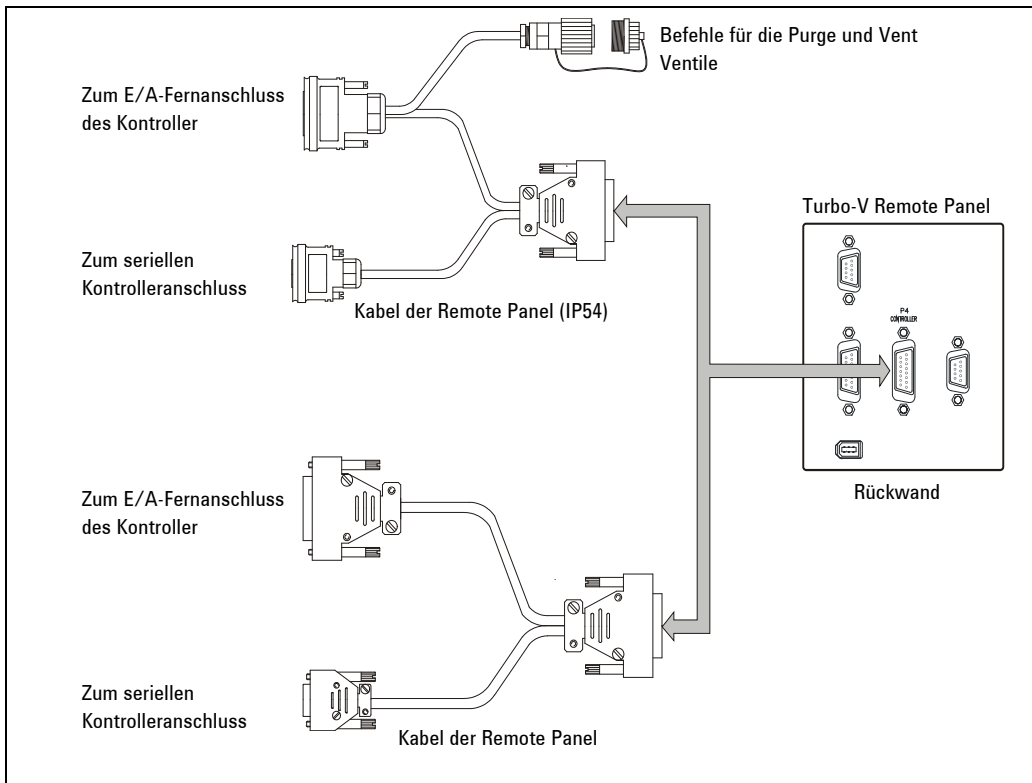 Befehle für die Purge und Vent
Ventile
Zum E/A-Fernanschluss
des Kontroller
Turbo-V Remote Panel
Zum seriellen
Kontrolleranschluss
Kabel der Remote Panel (IP54)
P4
CONTROLLER
Zum E/A-Fernanschluss
des Kontroller
Rückwand
Zum seriellen
Kontrolleranschluss
Kabel der Remote Panel